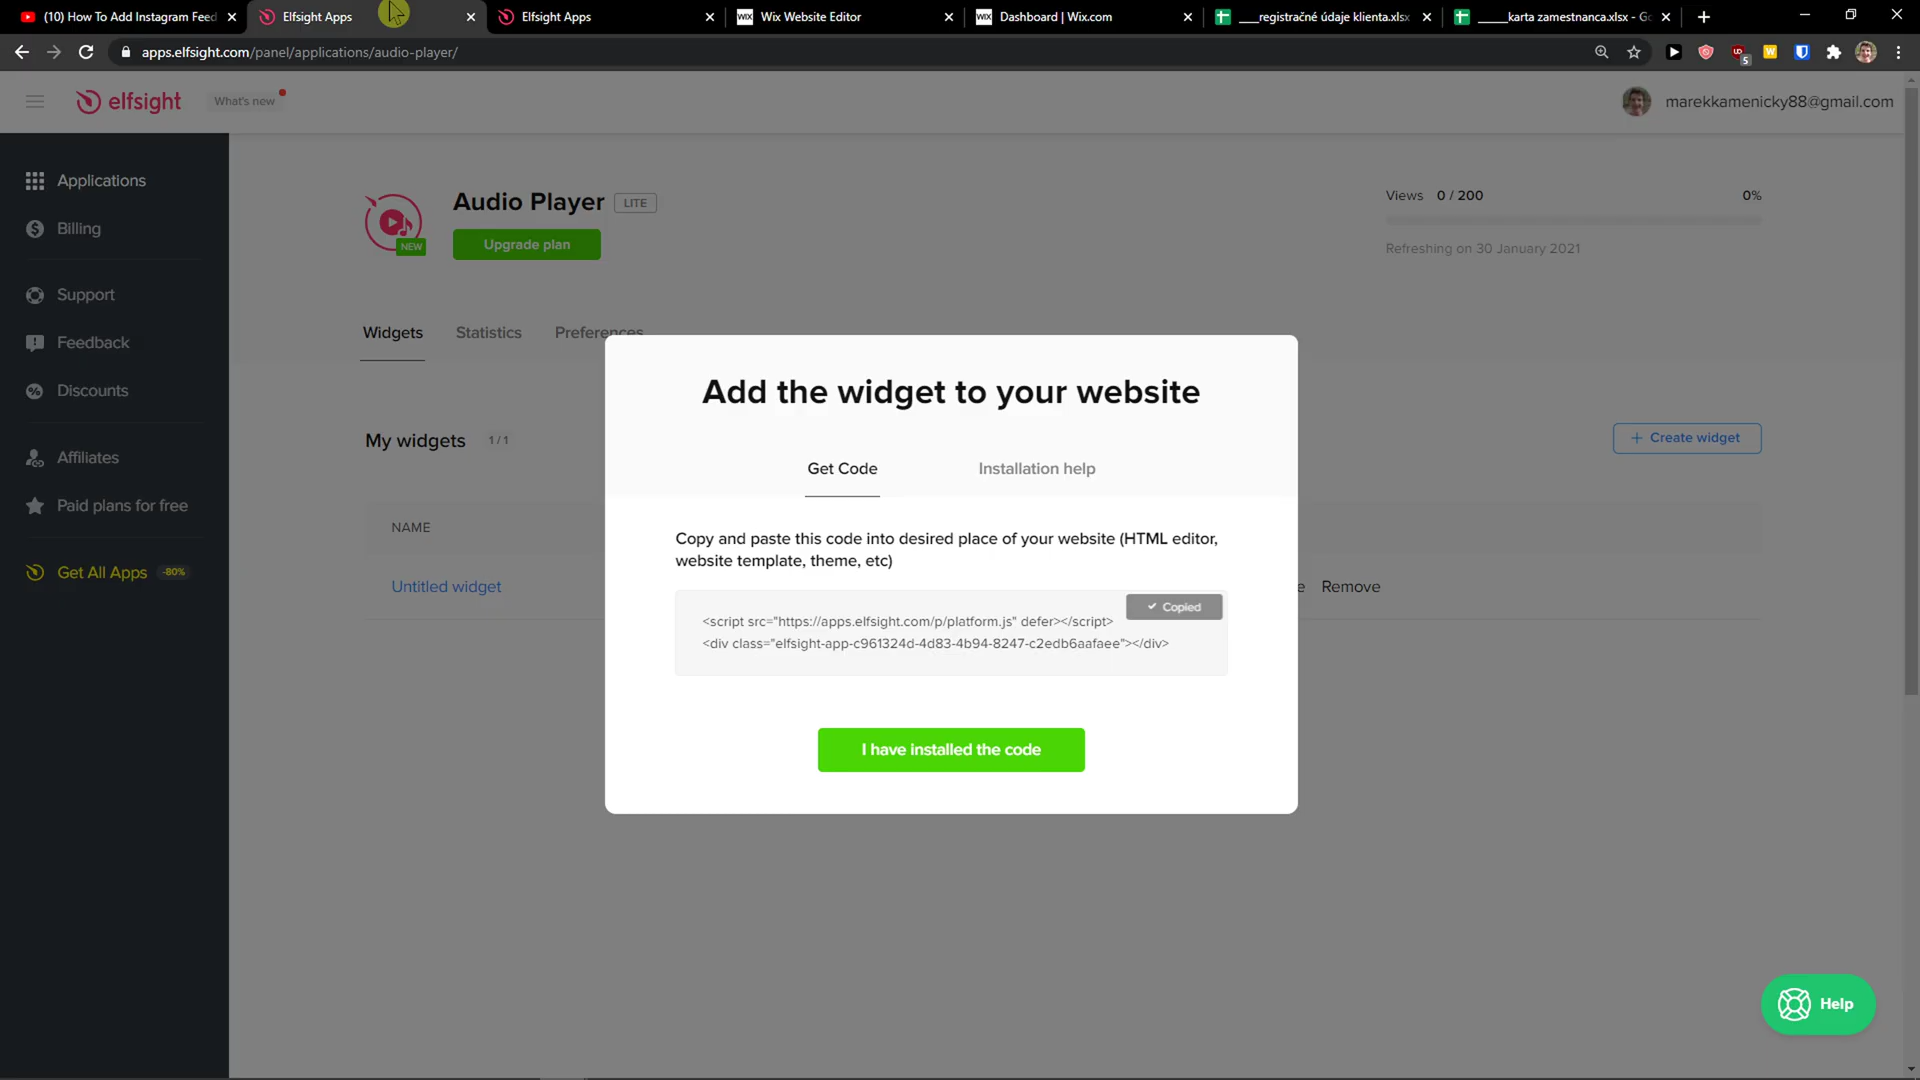 (10) How To Add Instagram Feed
Elfsight Apps
Elfsight Apps
WIX Wix Website Editor
WIX Dashboard | Wix.com
___registračné údaje klienta.xlsx
_____karta zamestnanca.xlsx - Go
apps.elfsight.com/panel/applications/audio-player/
5
elfsight
What's new
marekkamenicky88@gmail.com
Applications
Billing
Support
Feedback
Discounts
Affiliates
Paid plans for free
Get All Apps -80%
NEW
Audio Player LITE
Upgrade plan
Views 0 / 200 0%
Refreshing on 30 January 2021
Widgets Statistics Preferences
My widgets 1 / 1
+ Create widget
NAME
Untitled widget
e Remove
Add the widget to your website
Get Code Installation help
Copy and paste this code into desired place of your website (HTML editor,
website template, theme, etc)
Copied
<script src="https://apps.elfsight.com/p/platform.js" defer></script>
<div class="elfsight-app-c961324d-4d83-4b94-8247-c2edb6aafaee"></div>
I have installed the code
Help